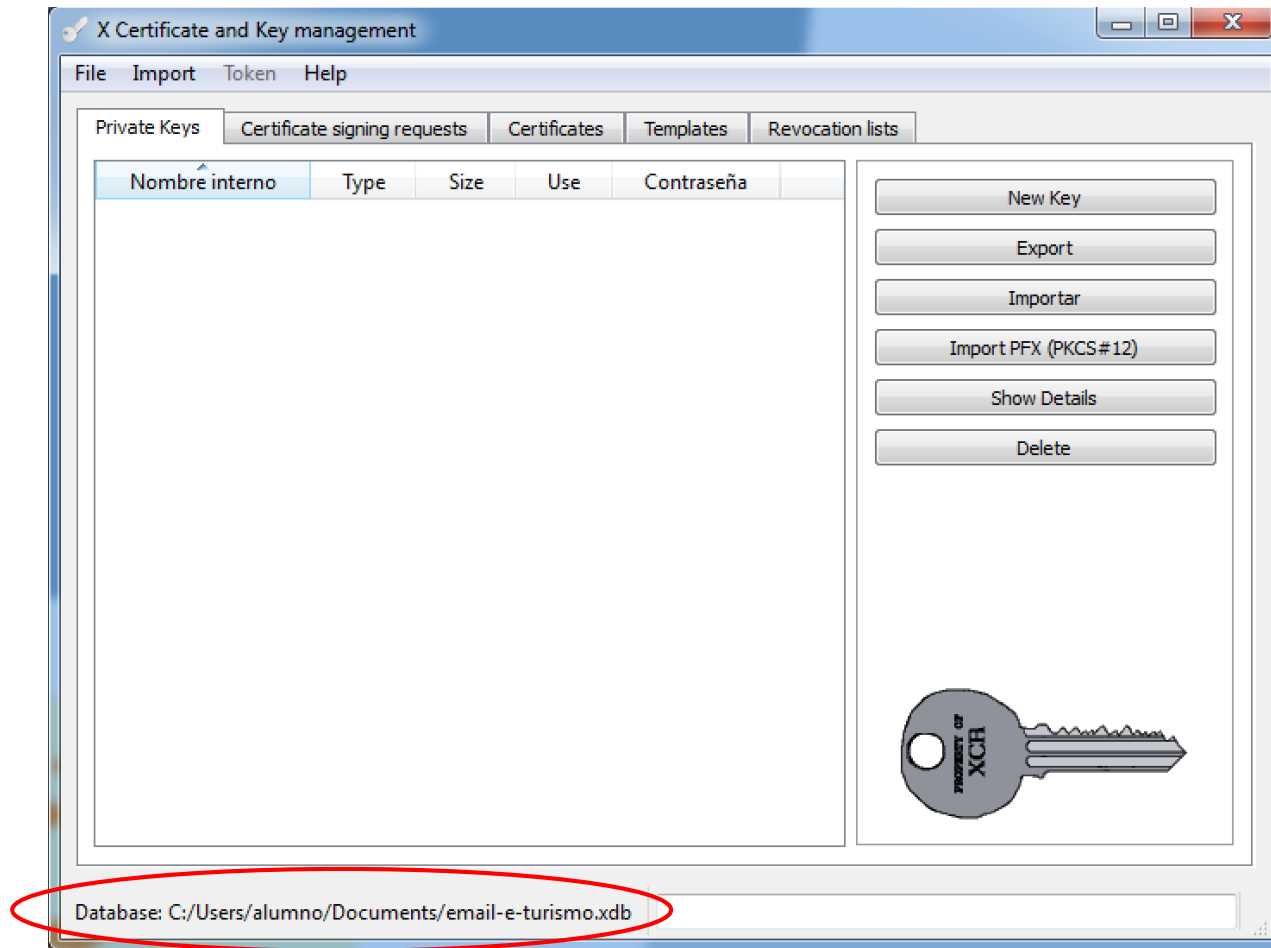 X Certificate and Key management
File Import Token Help
Private Keys Certificate signing requests Certificates Templates Revocation lists
Nombre interno Type Size Use Contraseña
New Key
Export
Importar
Import PFX (PKCS#12)
Show Details
Delete
PROPERTY OF
XCA
Database: C:/Users/alumno/Documents/email-e-turismo.xdb